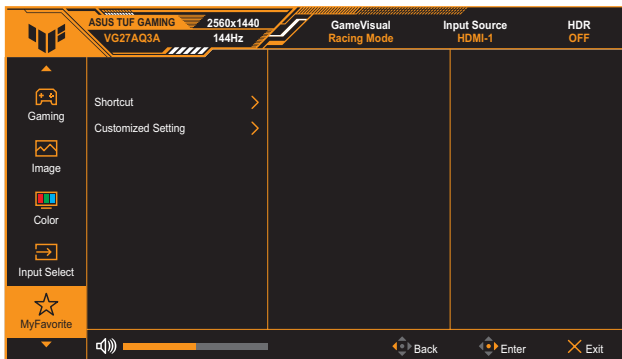 ASUS TUF GAMING 2560x1440 GameVisual Input Source HDR
VG27AQ3A 144Hz Racing Mode HDMI-1 OFF
Gaming
Shortcut
Customized Setting
Image
Color
Input Select
MyFavorite
Back Enter Exit